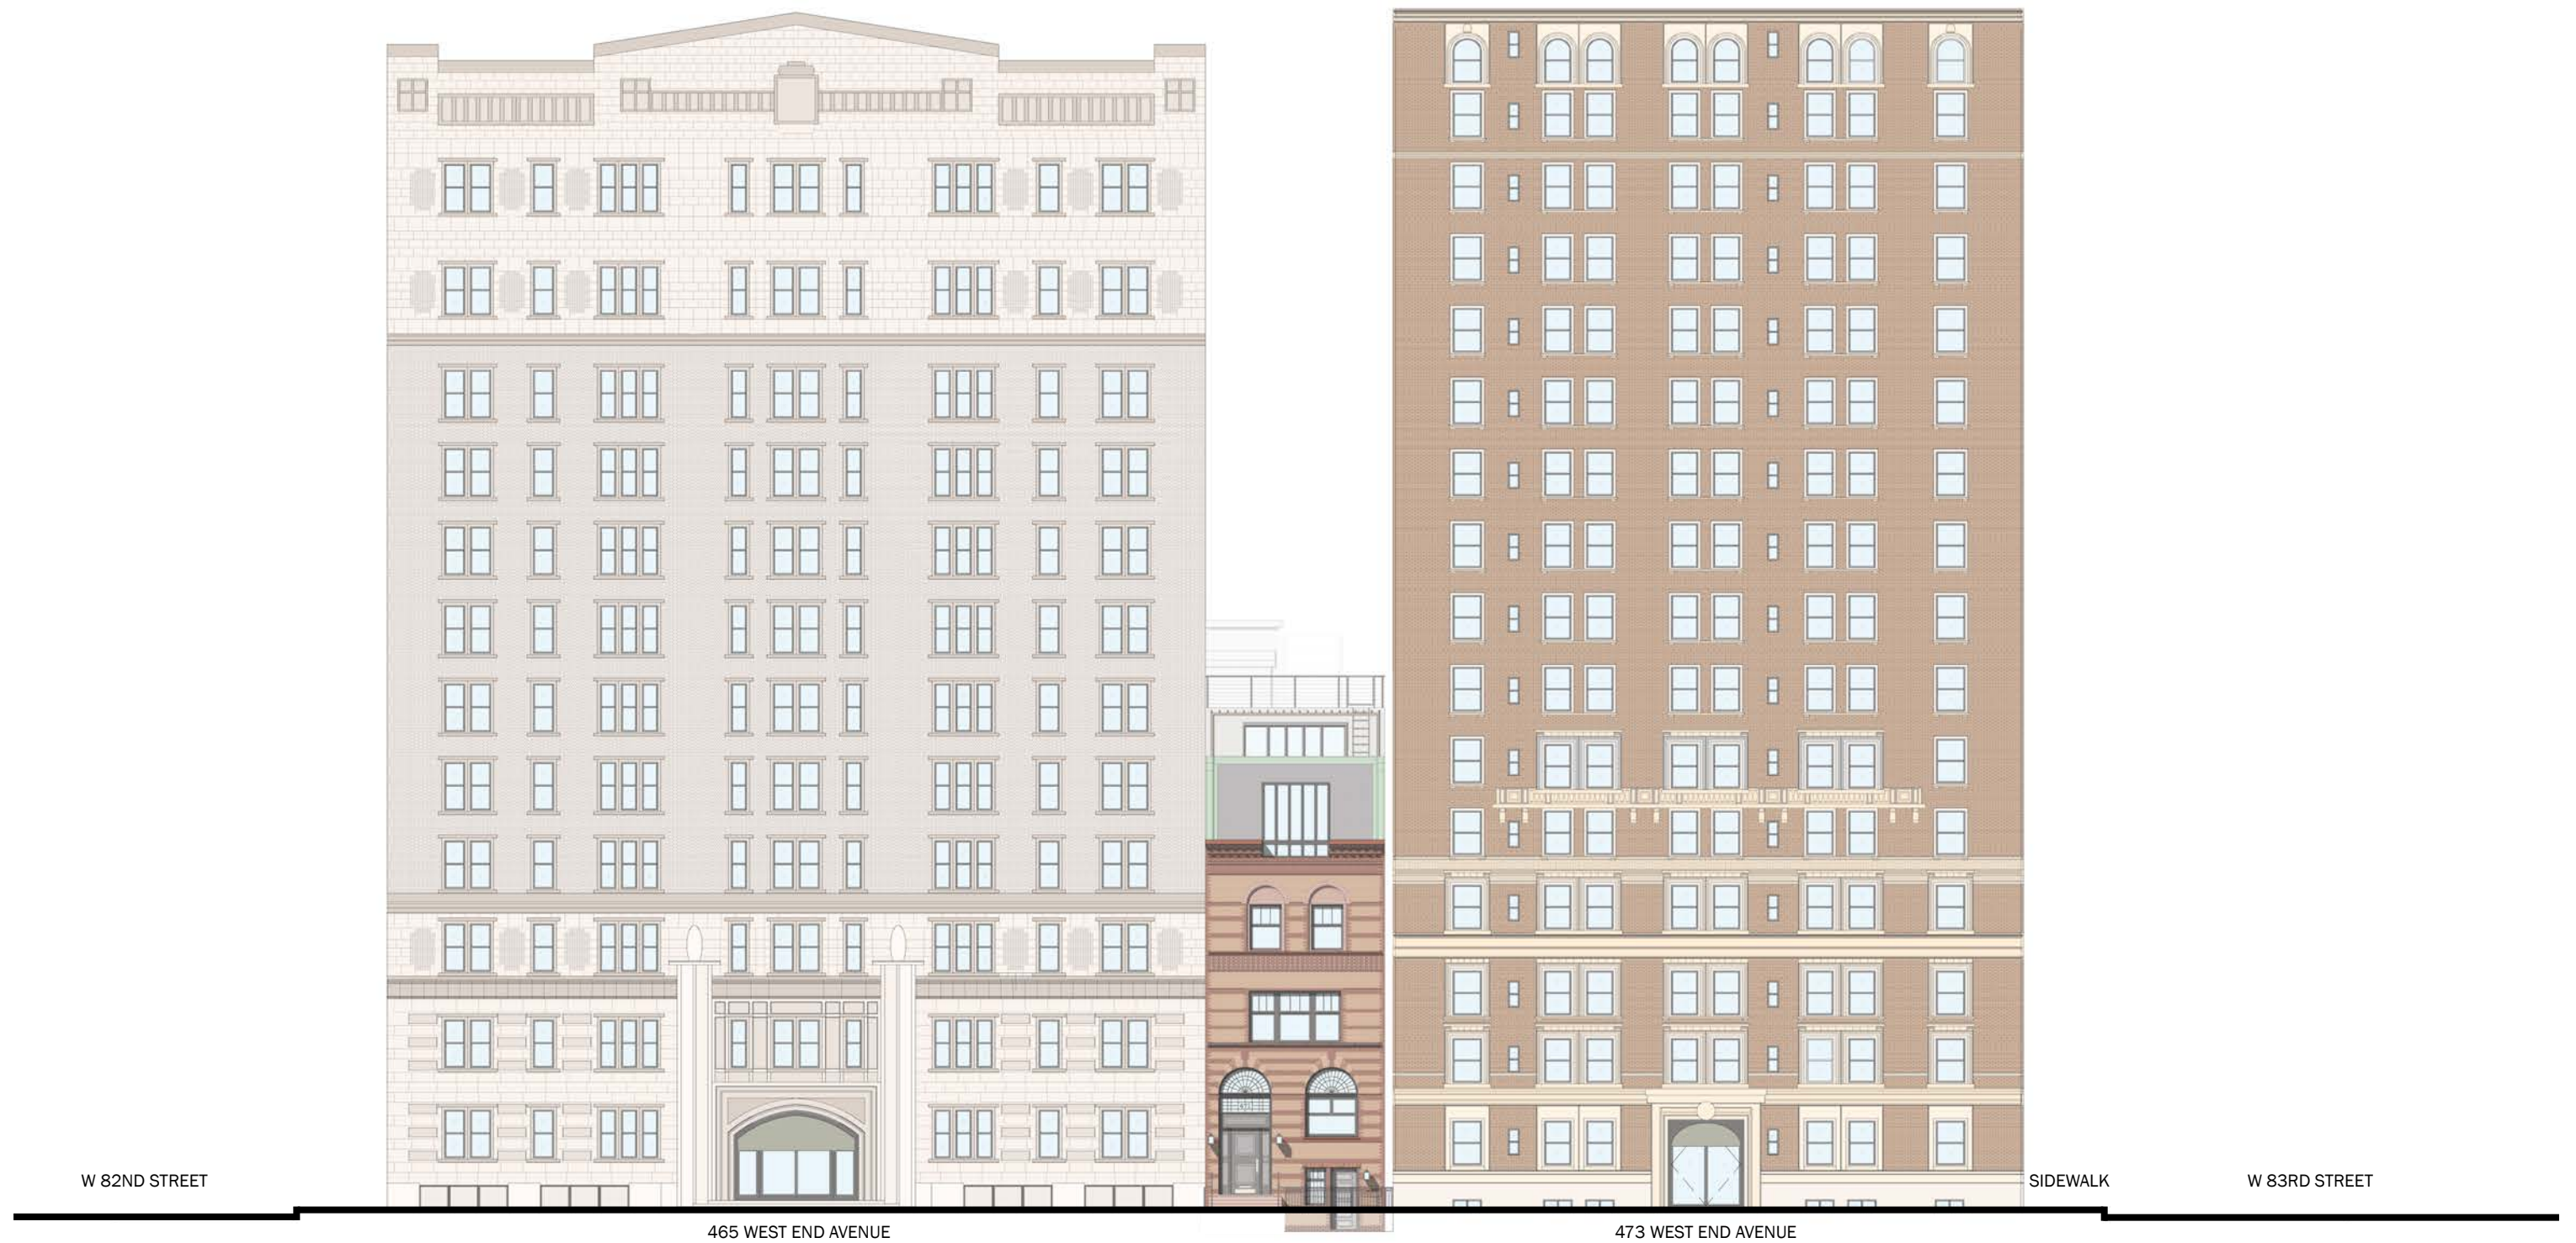 W 82ND STREET
SIDEWALK
W 83RD STREET
465 WEST END AVENUE
473 WEST END AVENUE